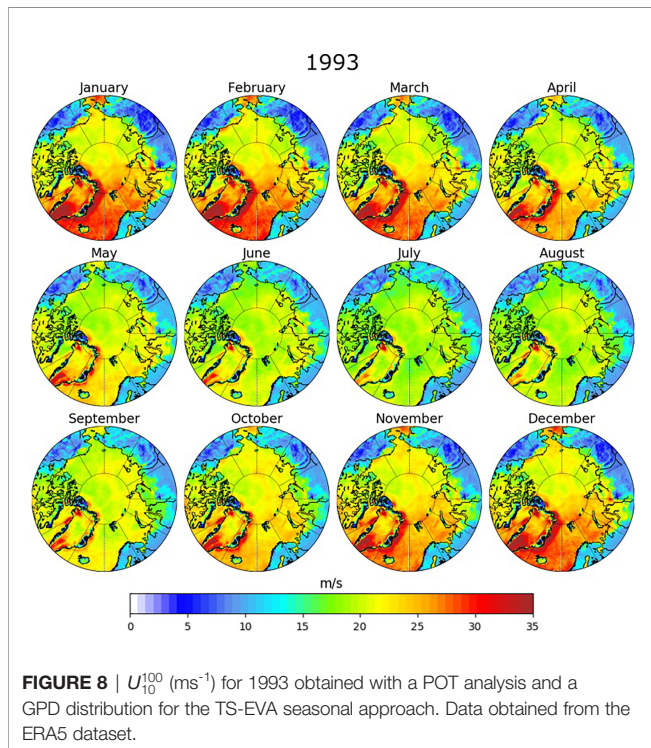 1993
January February March April
May June July August
September October November December
m/s
0 5 10 15 20 25 30 35
FIGURE 8 | U₁₀¹⁰⁰ (ms⁻¹) for 1993 obtained with a POT analysis and a
GPD distribution for the TS-EVA seasonal approach. Data obtained from the
ERA5 dataset.